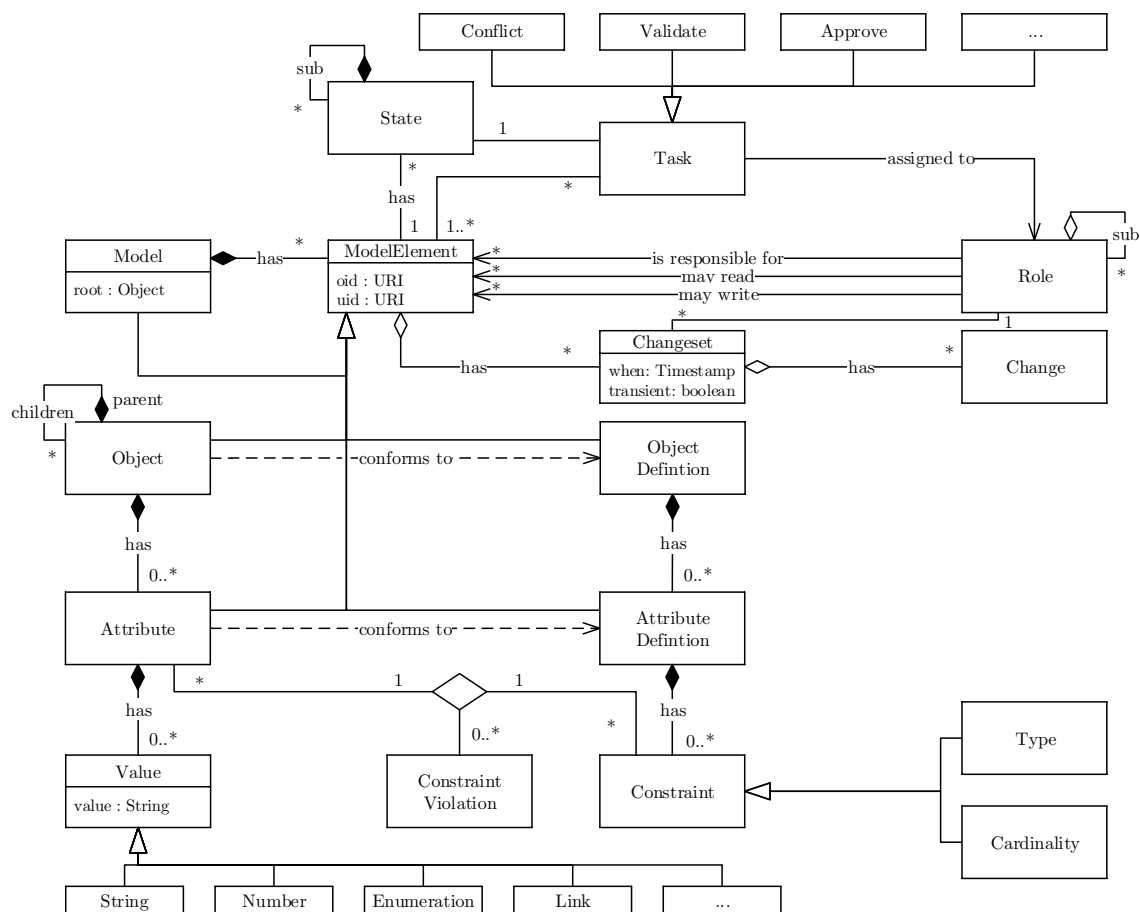 Conflict
Validate
Approve
...
sub
*
State
1
Task
assigned to
*
has
1
*
1..*
Model
root : Object
has
*
ModelElement
oid : URI
uid : URI
*
is responsible for
*
may read
*
may write
Role
sub
*
*
1
has
*
Changeset
when: Timestamp
transient: boolean
has
*
Change
children
parent
*
Object
conforms to
Object
Defintion
has
0..*
has
0..*
Attribute
conforms to
Attribute
Defintion
has
0..*
*
1
1
0..*
*
has
0..*
Value
value : String
Constraint
Violation
Constraint
Type
Cardinality
String
Number
Enumeration
Link
...